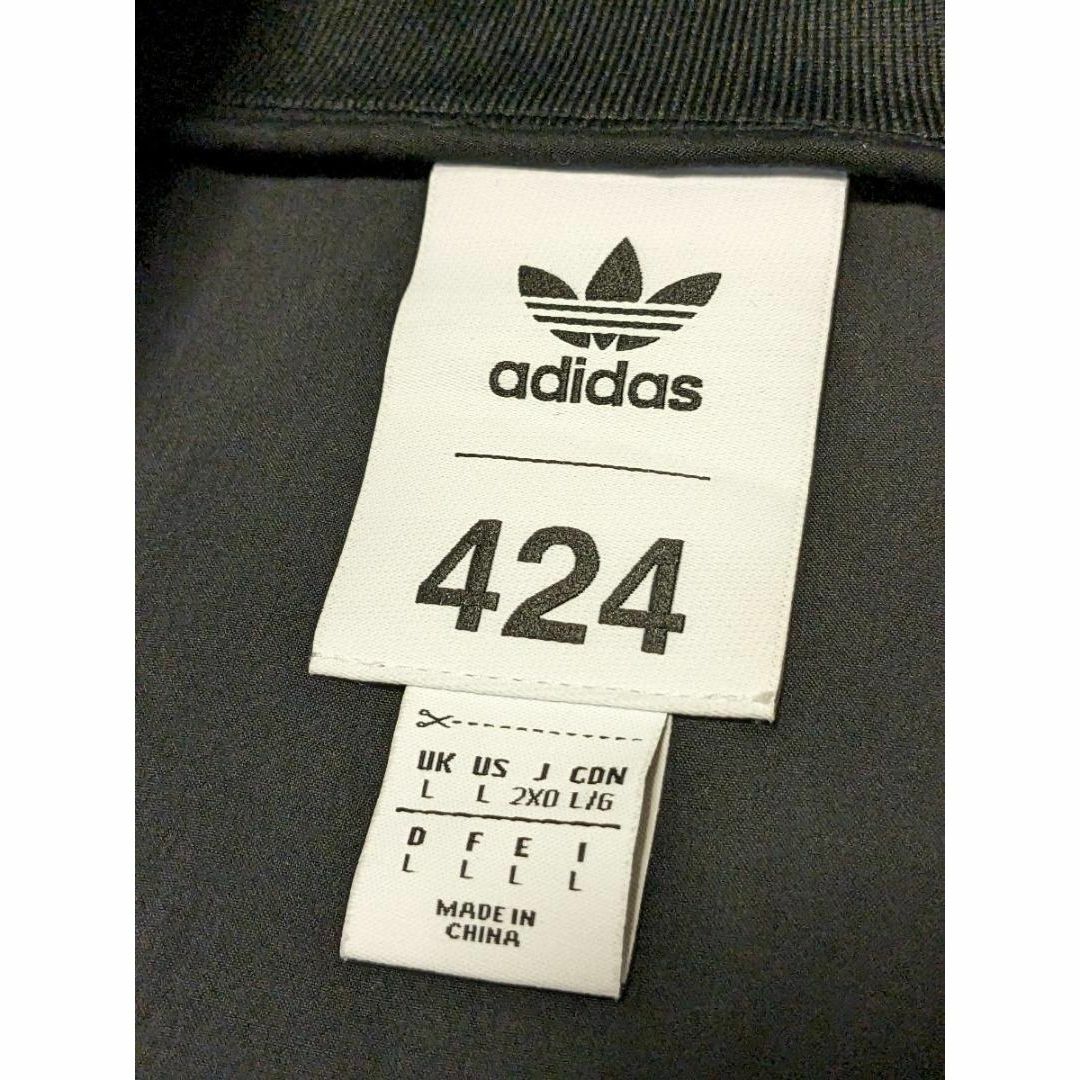 adidas
424
UK US J CDN
L L 2XO L/G
D F E I
L L L L
MADE IN
CHINA